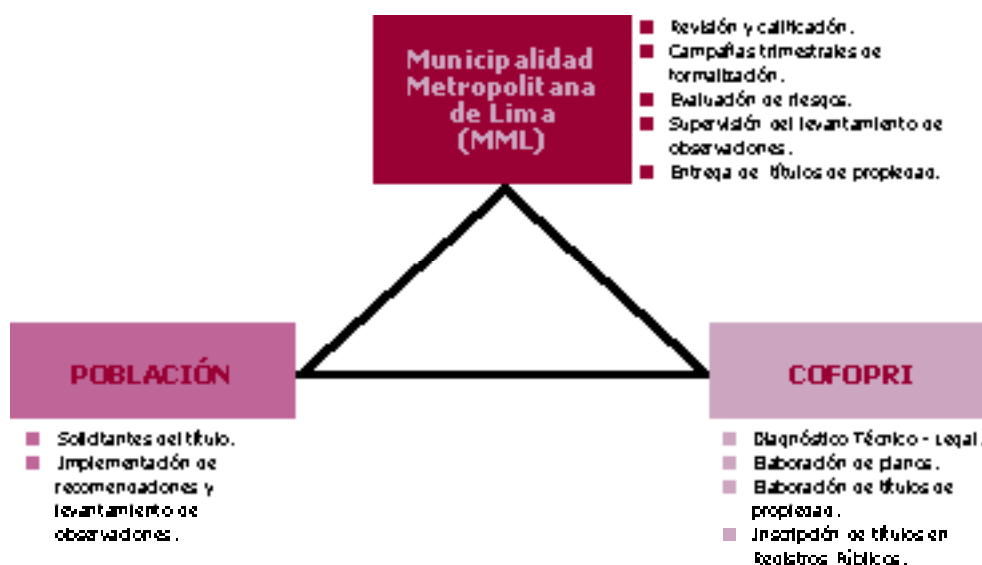 Municipalidad
Metropolitana
de Lima
(MML)
Revisión y calificación.
Campañas trimestrales de
formalización.
Evaluación de riesgos.
Supervisión del levantamiento de
observaciones.
Entrega de títulos de propiedad.
POBLACIÓN
Solicitantes del título.
Implementación de
recomendaciones y
levantamiento de
observaciones.
COFOPRI
Diagnóstico Técnico - Legal.
Elaboración de planos.
Elaboración de títulos de
propiedad.
Inscripción de títulos en
Registros Públicos.